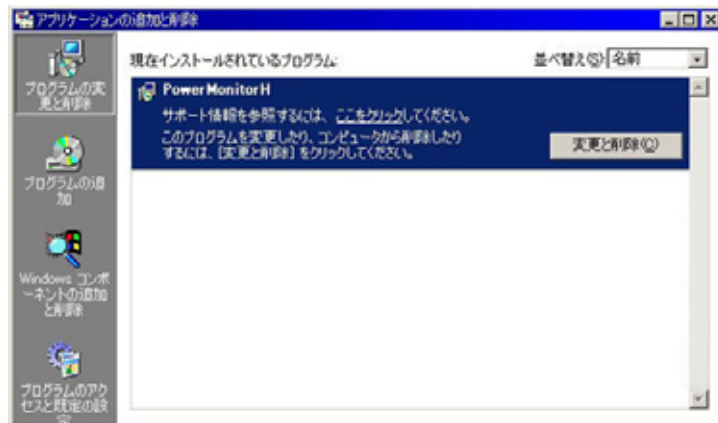 アプリケーションの追加と削除
現在インストールされているプログラム:
並べ替え(S): 名前
プログラムの変
更と削除
PowerMonitorH
サポート情報を参照するには、ここをクリックしてください。
このプログラムを変更したり、コンピュータから削除したり
するには、[変更と削除] をクリックしてください。
変更と削除(C)
プログラムの追
加
Windows コンポ
ーネントの追加
と削除
プログラムのアク
セスと既定の設
定